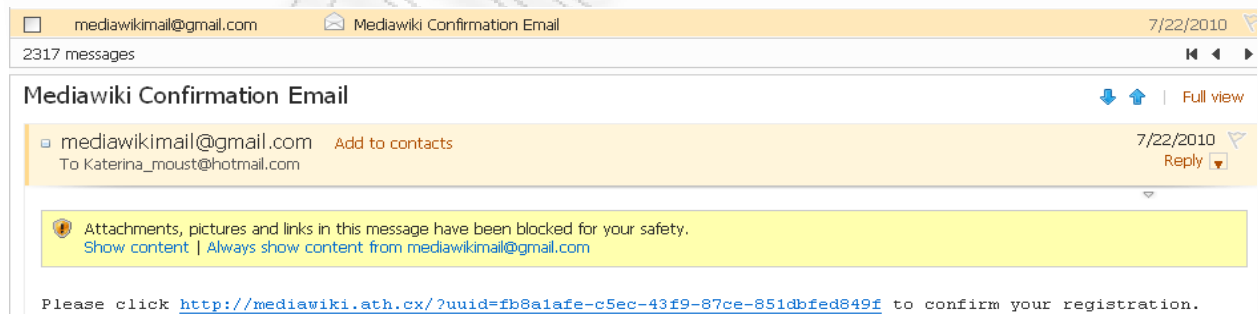 mediawikimail@gmail.com Mediawiki Confirmation Email 7/22/2010
2317 messages
Mediawiki Confirmation Email | Full view
mediawikimail@gmail.com Add to contacts 7/22/2010
To Katerina_moust@hotmail.com Reply
Attachments, pictures and links in this message have been blocked for your safety.
Show content | Always show content from mediawikimail@gmail.com
Please click http://mediawiki.ath.cx/?uuid=fb8a1afe-c5ec-43f9-87ce-851dbfed849f to confirm your registration.